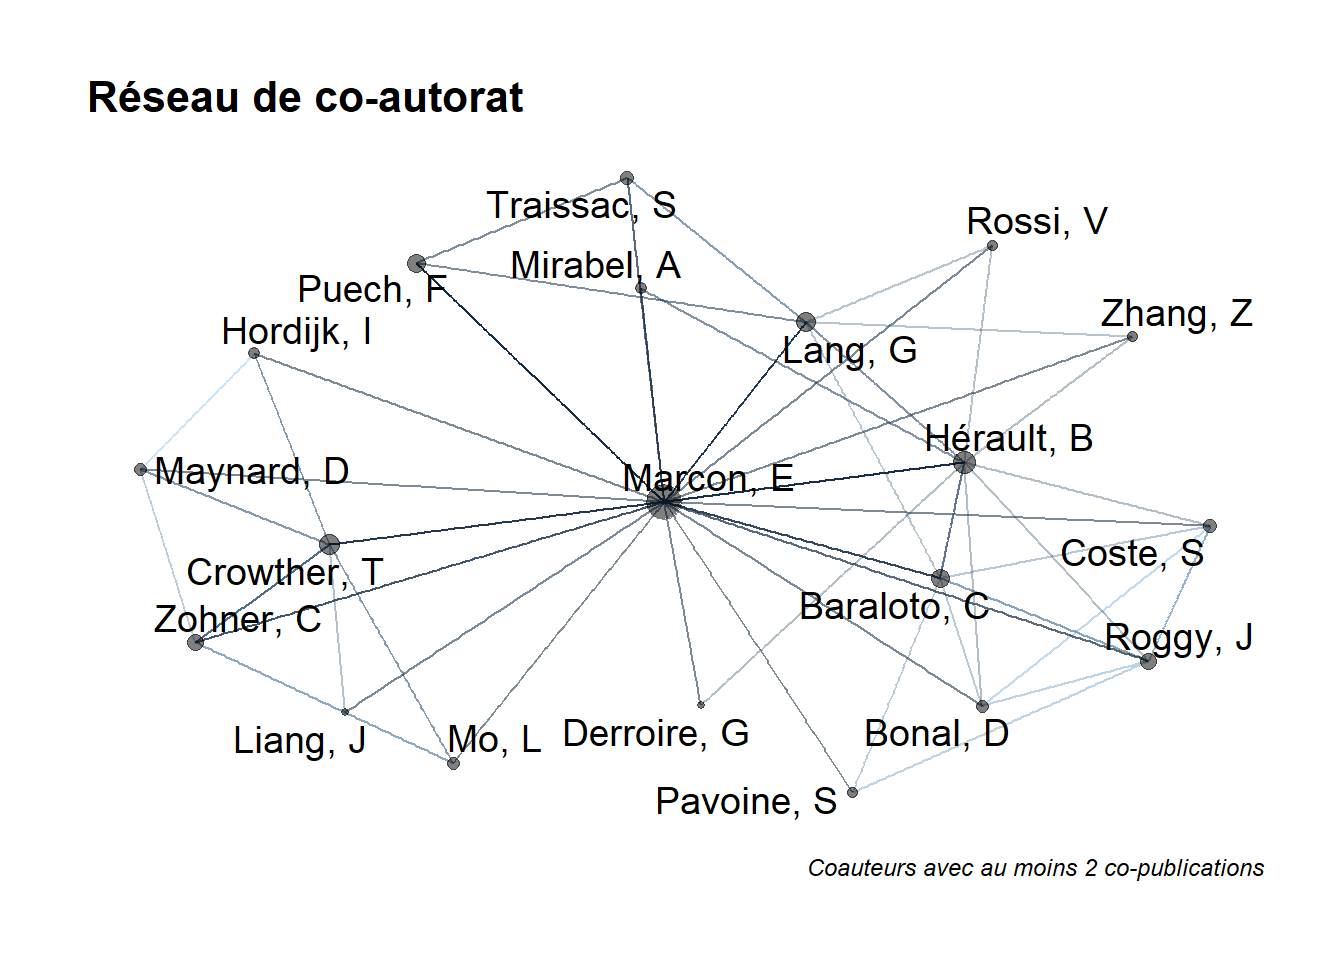 Réseau de co-autorat
Traissac, S
Rossi, V
Mirabel, A
Puech, F
Zhang, Z
Hordijk, I
Lang, G
Hérault, B
Maynard, D
Marcon, E
Coste, S
Crowther, T
Baraloto, C
Zohner, C
Roggy, J
Liang, J
Mo, L
Derroire, G
Bonal, D
Pavoine, S
Coauteurs avec au moins 2 co-publications